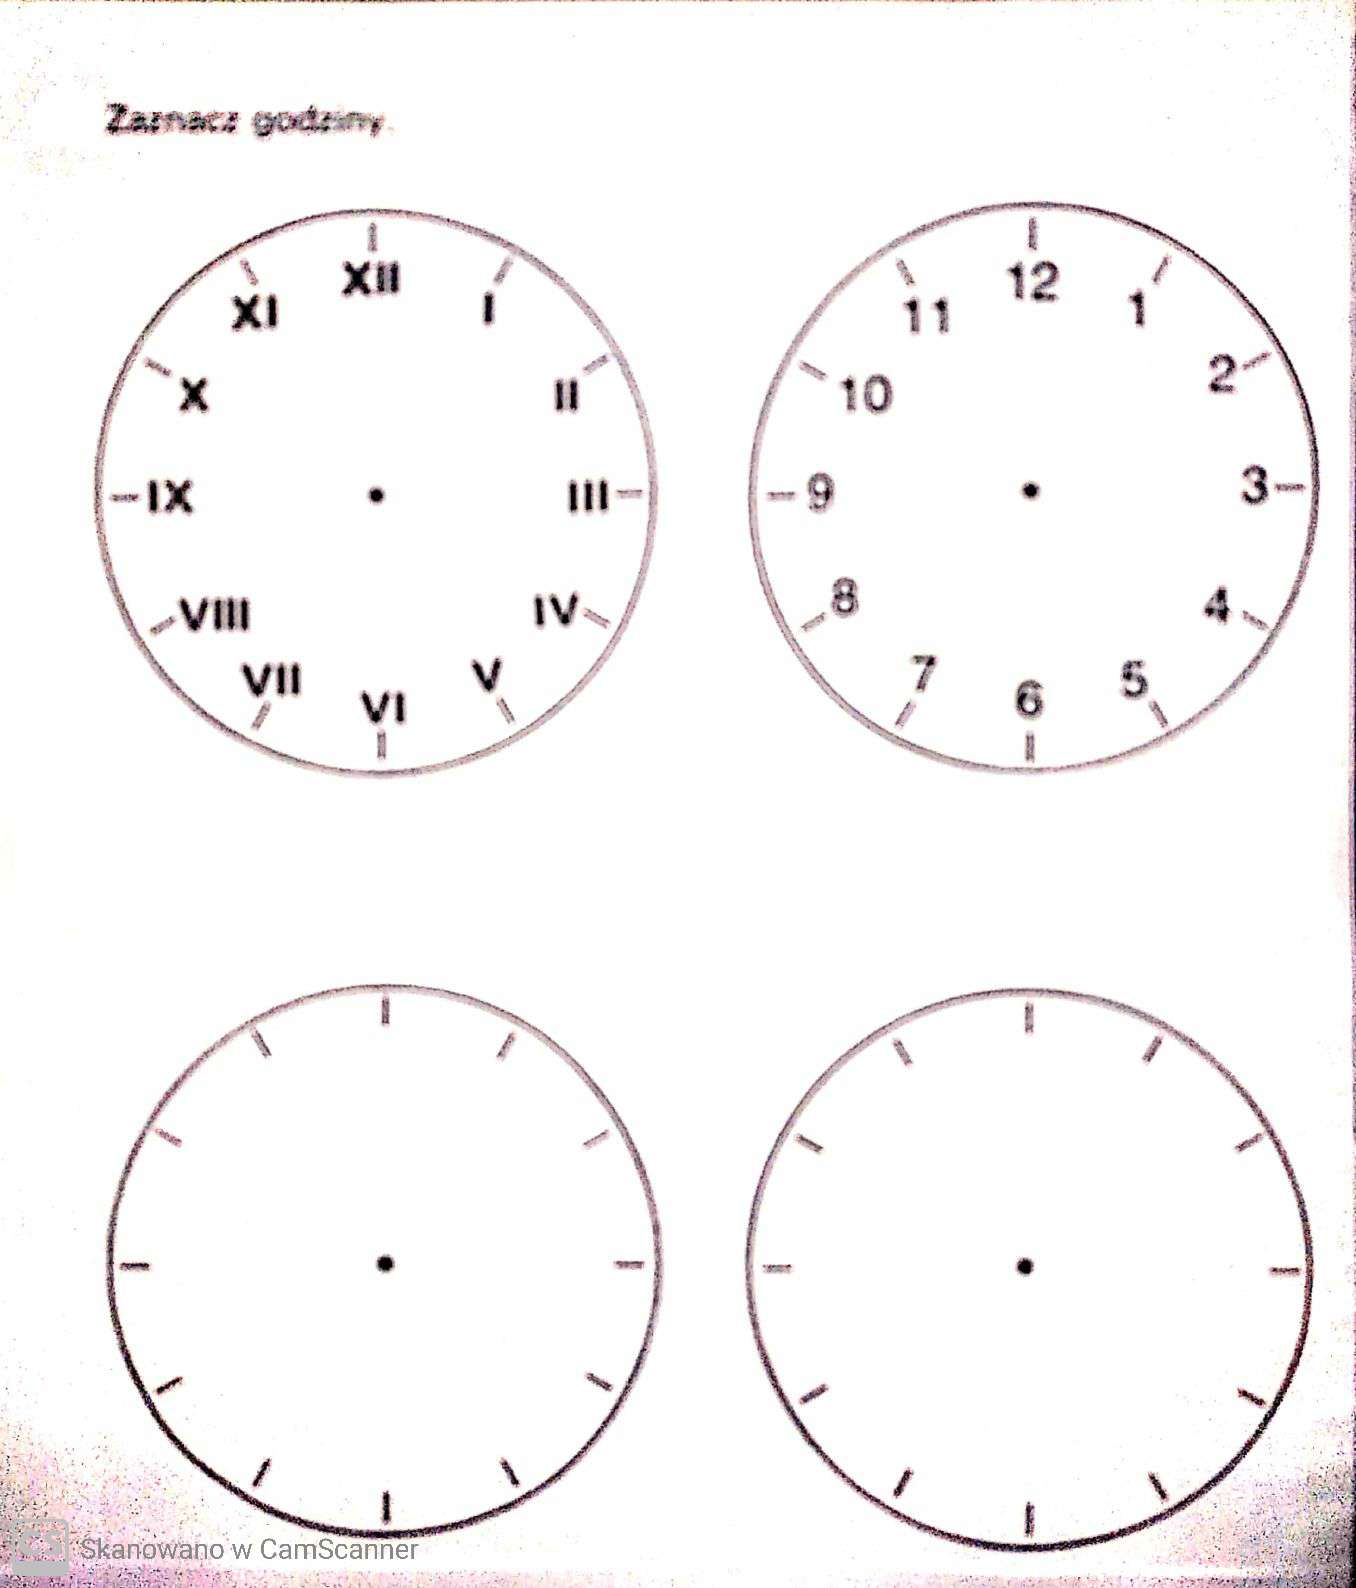 Zaznacz godziny.
XII
XI
I
X
II
IX
III
VIII
IV
VII
V
VI
12
11
1
10
2
9
3
8
4
7
5
6
CS Skanowano w CamScanner